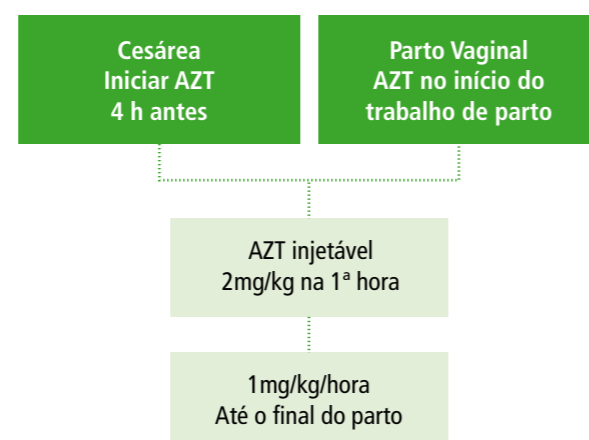 Cesárea
Iniciar AZT
4 h antes
Parto Vaginal
AZT no início do
trabalho de parto
AZT injetável
2mg/kg na 1ª hora
1mg/kg/hora
Até o final do parto